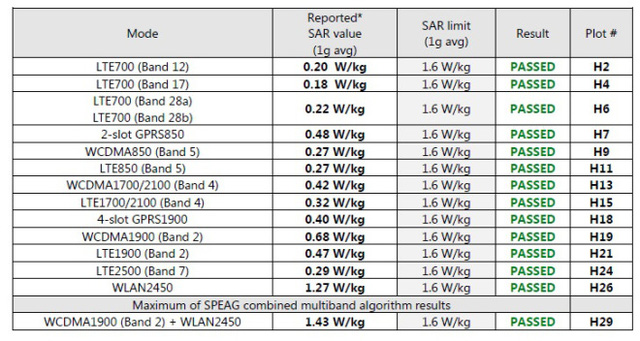 Mode Reported* SAR value (1g avg) SAR limit (1g avg) Result Plot #
LTE700 (Band 12) 0.20 W/kg 1.6 W/kg PASSED H2
LTE700 (Band 17) 0.18 W/kg 1.6 W/kg PASSED H4
LTE700 (Band 28a)
LTE700 (Band 28b) 0.22 W/kg 1.6 W/kg PASSED H6
2-slot GPRS850 0.48 W/kg 1.6 W/kg PASSED H7
WCDMA850 (Band 5) 0.27 W/kg 1.6 W/kg PASSED H9
LTE850 (Band 5) 0.27 W/kg 1.6 W/kg PASSED H11
WCDMA1700/2100 (Band 4) 0.42 W/kg 1.6 W/kg PASSED H13
LTE1700/2100 (Band 4) 0.32 W/kg 1.6 W/kg PASSED H15
4-slot GPRS1900 0.40 W/kg 1.6 W/kg PASSED H18
WCDMA1900 (Band 2) 0.68 W/kg 1.6 W/kg PASSED H19
LTE1900 (Band 2) 0.47 W/kg 1.6 W/kg PASSED H21
LTE2500 (Band 7) 0.29 W/kg 1.6 W/kg PASSED H24
WLAN2450 1.27 W/kg 1.6 W/kg PASSED H26
Maximum of SPEAG combined multiband algorithm results
WCDMA1900 (Band 2) + WLAN2450 1.43 W/kg 1.6 W/kg PASSED H29